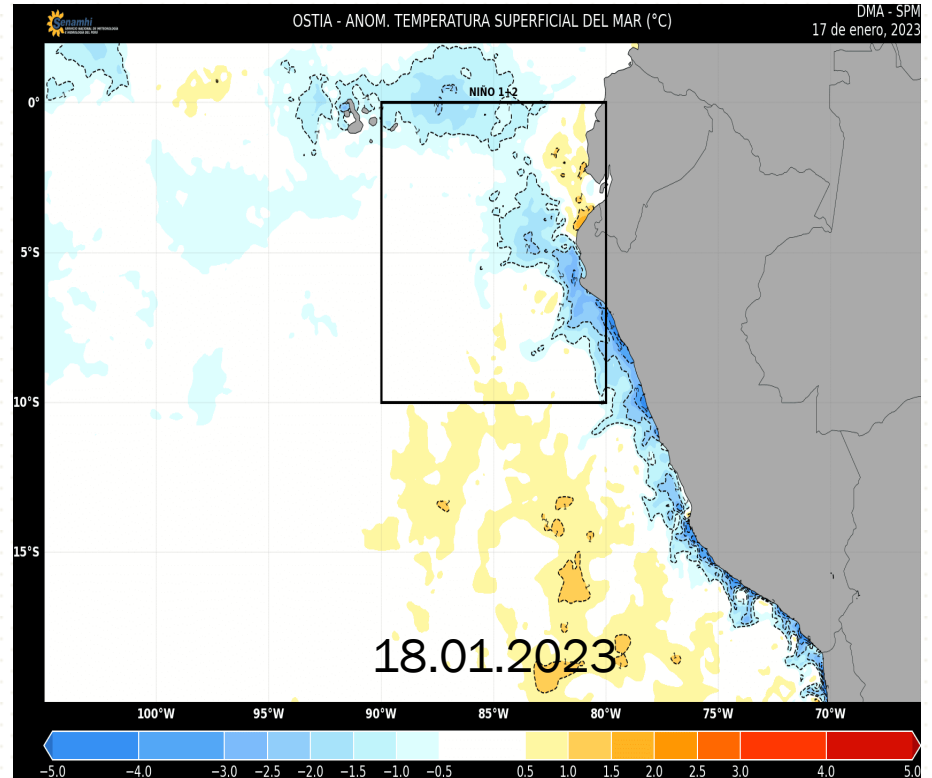 Senamhi
OSTIA - ANOM. TEMPERATURA SUPERFICIAL DEL MAR (°C)
DMA - SPM
17 de enero, 2023
NIÑO 1+2
0°
5°S
10°S
15°S
18.01.2023
100°W 95°W 90°W 85°W 80°W 75°W 70°W
−5.0 −4.0 −3.0 −2.5 −2.0 −1.5 −1.0 −0.5 0.5 1.0 1.5 2.0 2.5 3.0 4.0 5.0